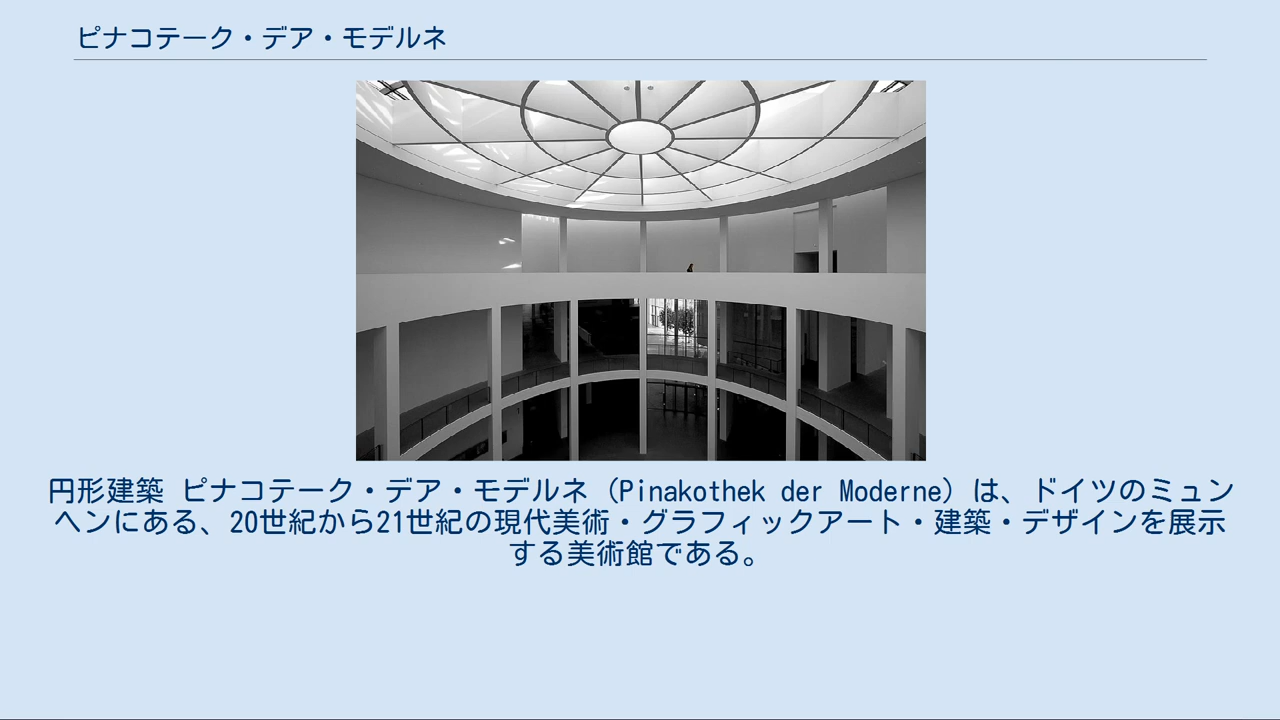 ピナコテーク・デア・モデルネ
円形建築 ピナコテーク・デア・モデルネ (Pinakothek der Moderne) は、ドイツのミュン
ヘンにある、20世紀から21世紀の現代美術・グラフィックアート・建築・デザインを展示
する美術館である。